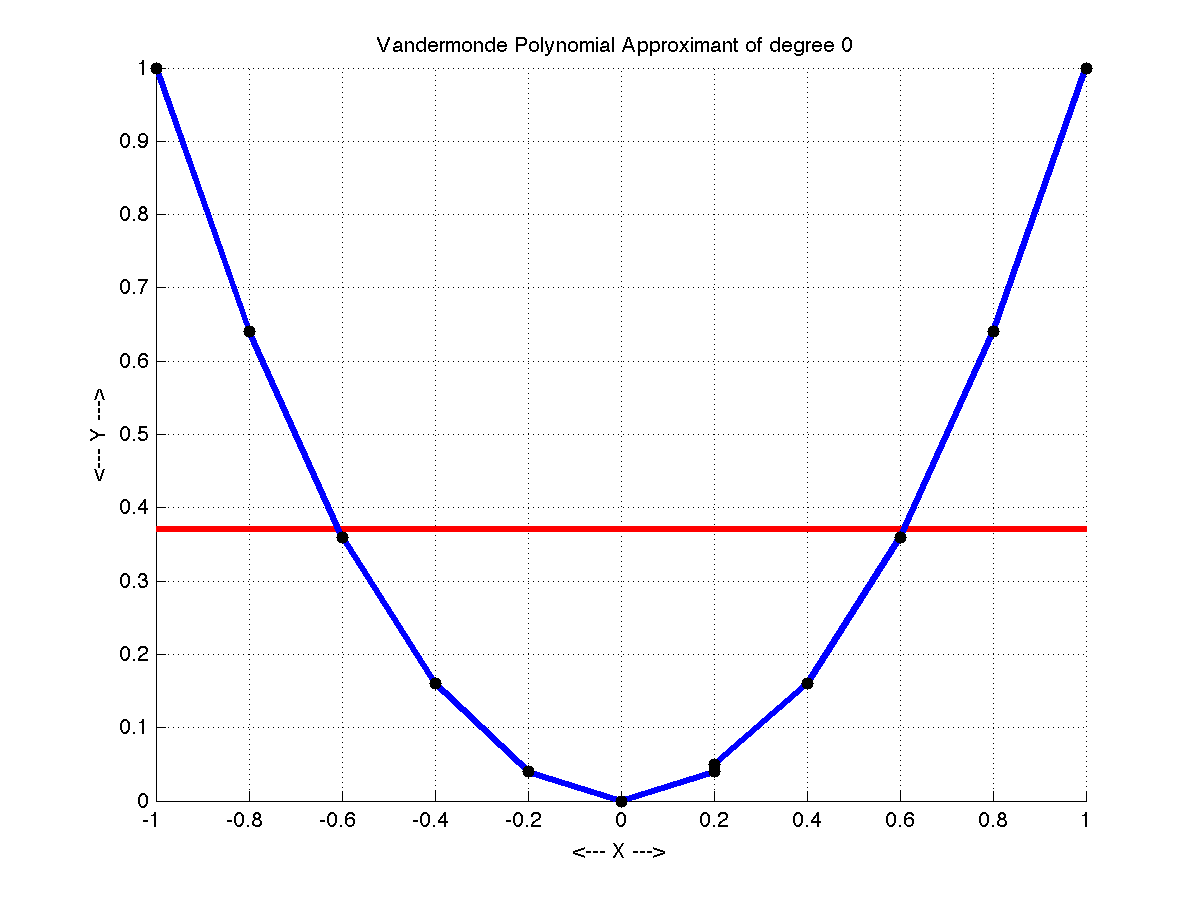 Vandermonde Polynomial Approximant of degree 0
1
0.9
0.8
0.7
0.6
0.5
0.4
0.3
0.2
0.1
0
<--- Y --->
-1 -0.8 -0.6 -0.4 -0.2 0 0.2 0.4 0.6 0.8 1
<--- X --->